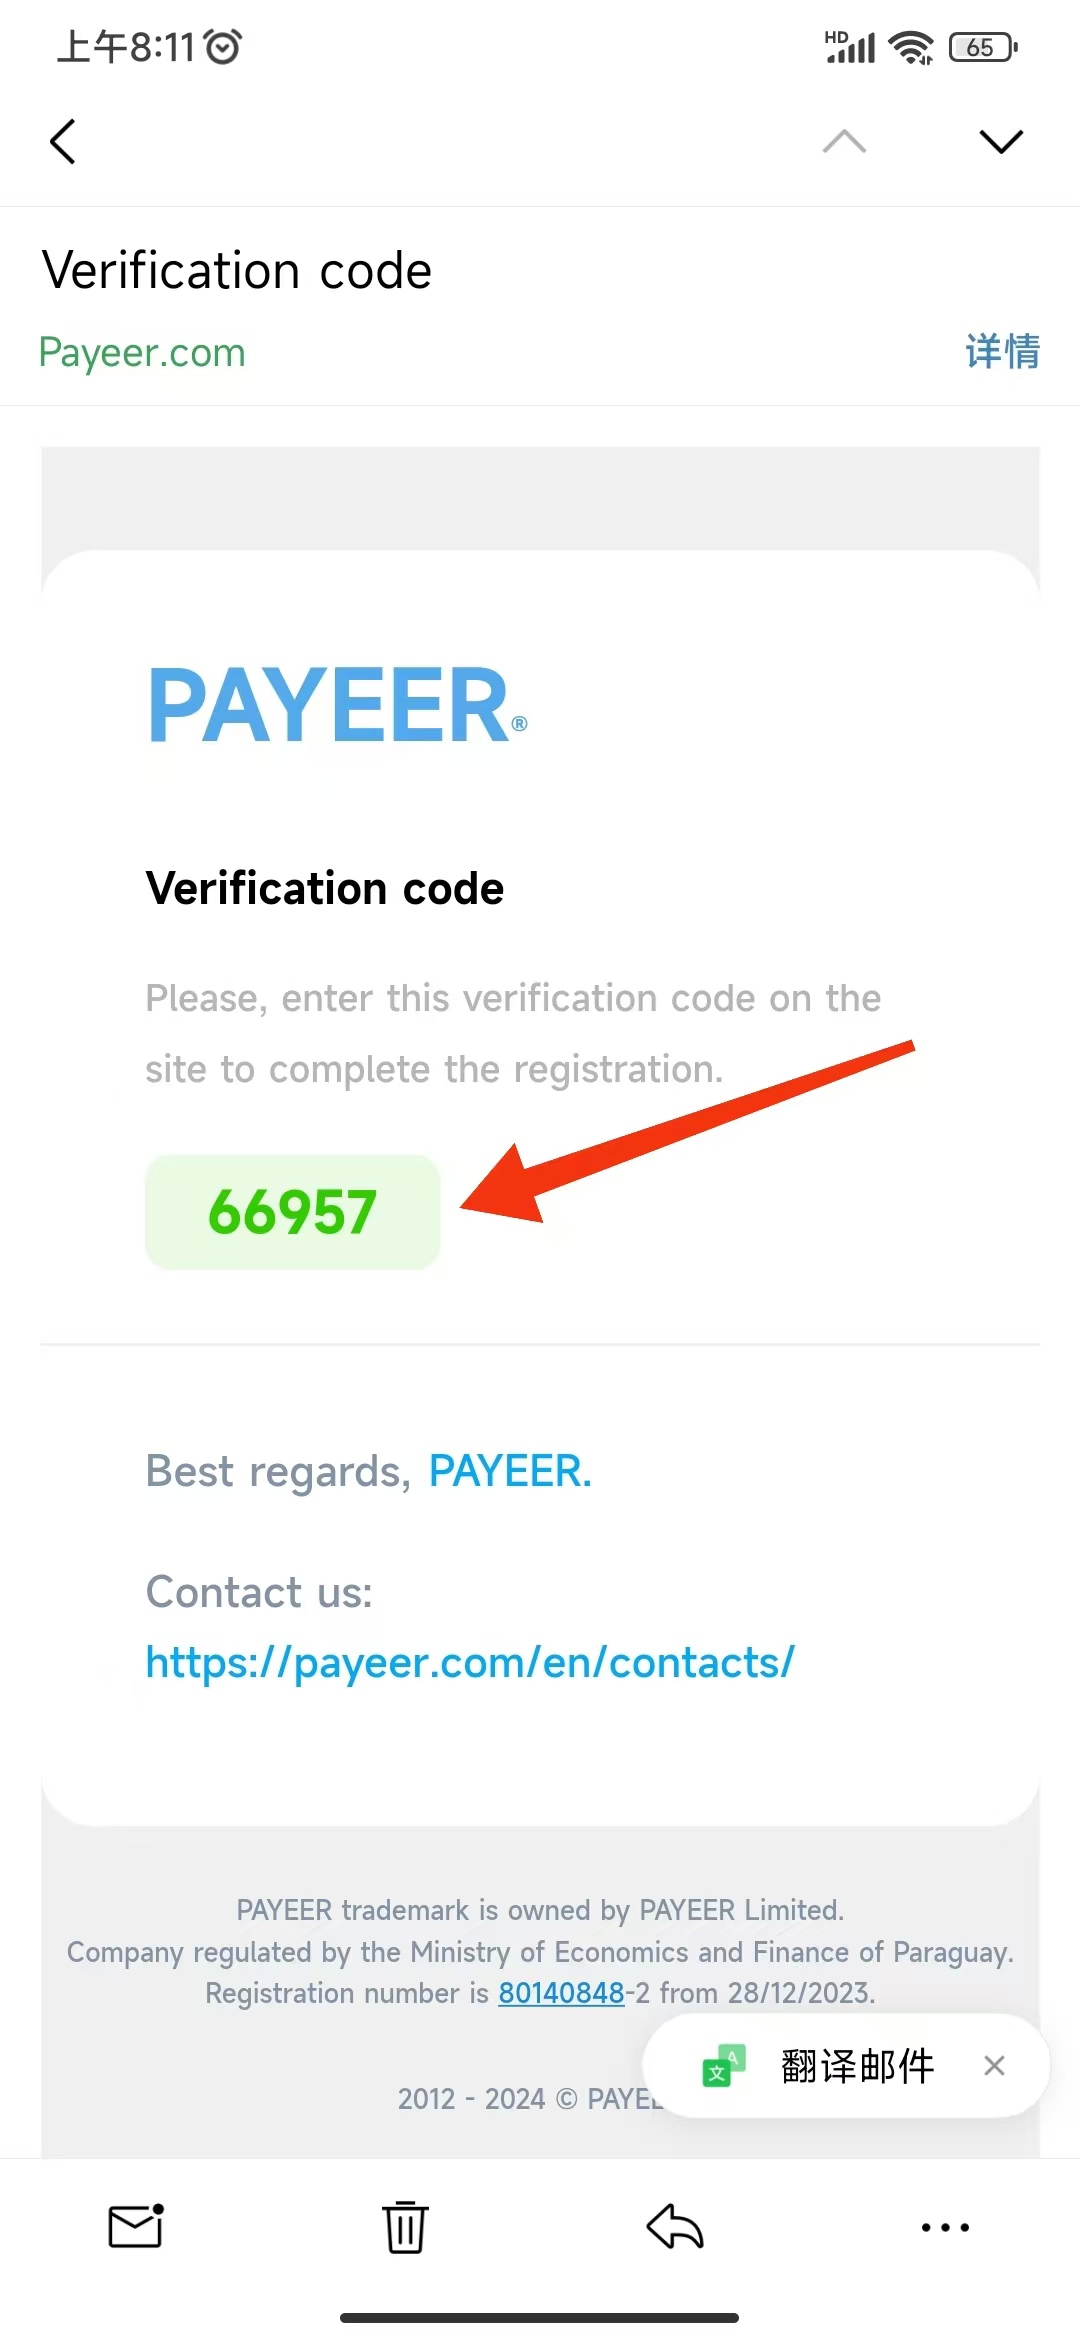 上午8:11
HD
65
Verification code
Payeer.com
详情
PAYEER®
Verification code
Please, enter this verification code on the
site to complete the registration.
66957
Best regards, PAYEER.
Contact us:
https://payeer.com/en/contacts/
PAYEER trademark is owned by PAYEER Limited.
Company regulated by the Ministry of Economics and Finance of Paraguay.
Registration number is 80140848-2 from 28/12/2023.
文 A 翻译邮件
2012 - 2024 © PAYE